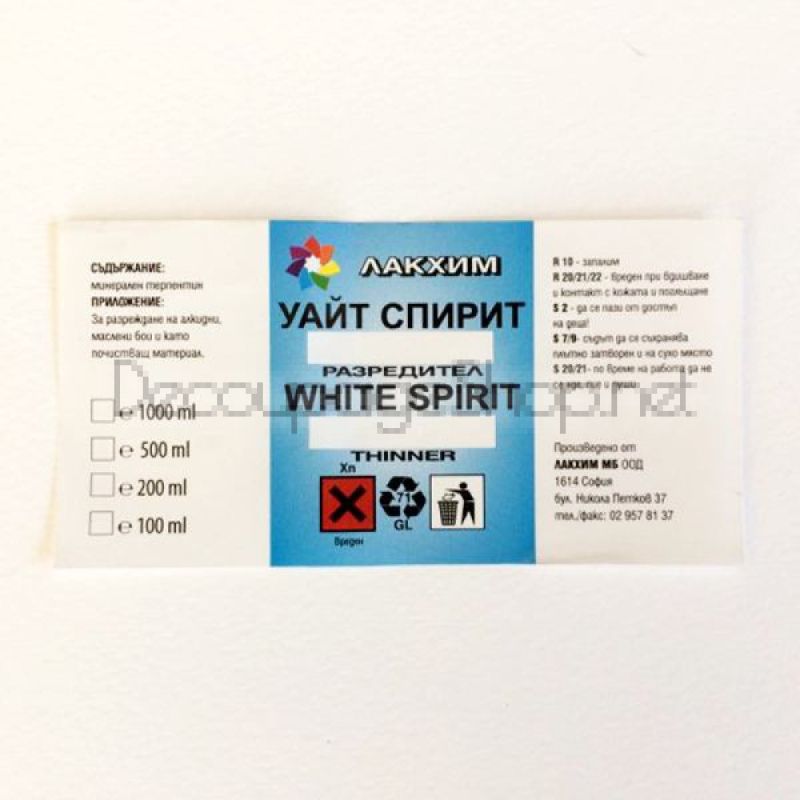 СЪДЪРЖАНИЕ:
минерален терпентин
ПРИЛОЖЕНИЕ:
За разреждане на алкидни,
маслени бои и като
почистващ материал.
℮ 1000 ml
℮ 500 ml
℮ 200 ml
℮ 100 ml
ЛАКХИМ
УАЙТ СПИРИТ
РАЗРЕДИТЕЛ
WHITE SPIRIT
THINNER
Xn
Вреден
71
GL
R 10 - запалим
R 20/21/22 - вреден при вдишване
и контакт с кожата и поглъщане
S 2 - да се пази от достъп
на деца!
S 7/9- съдът да се съхранява
плътно затворен и на сухо място
S 20/21- по време на работа да не
се яде, пие и пуши
Произведено от
ЛАКХИМ МБ ООД
1614 София
бул. Никола Петков 37
тел./факс: 02 957 81 37
DecoupageShop.net